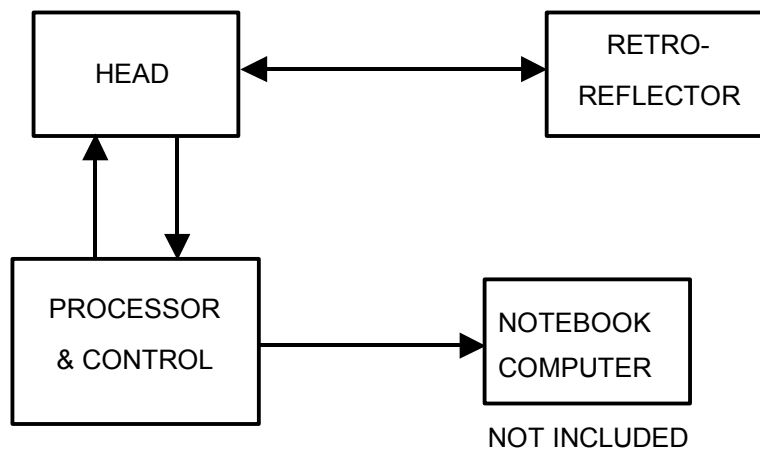 HEAD
RETRO-
REFLECTOR
PROCESSOR
& CONTROL
NOTEBOOK
COMPUTER
NOT INCLUDED